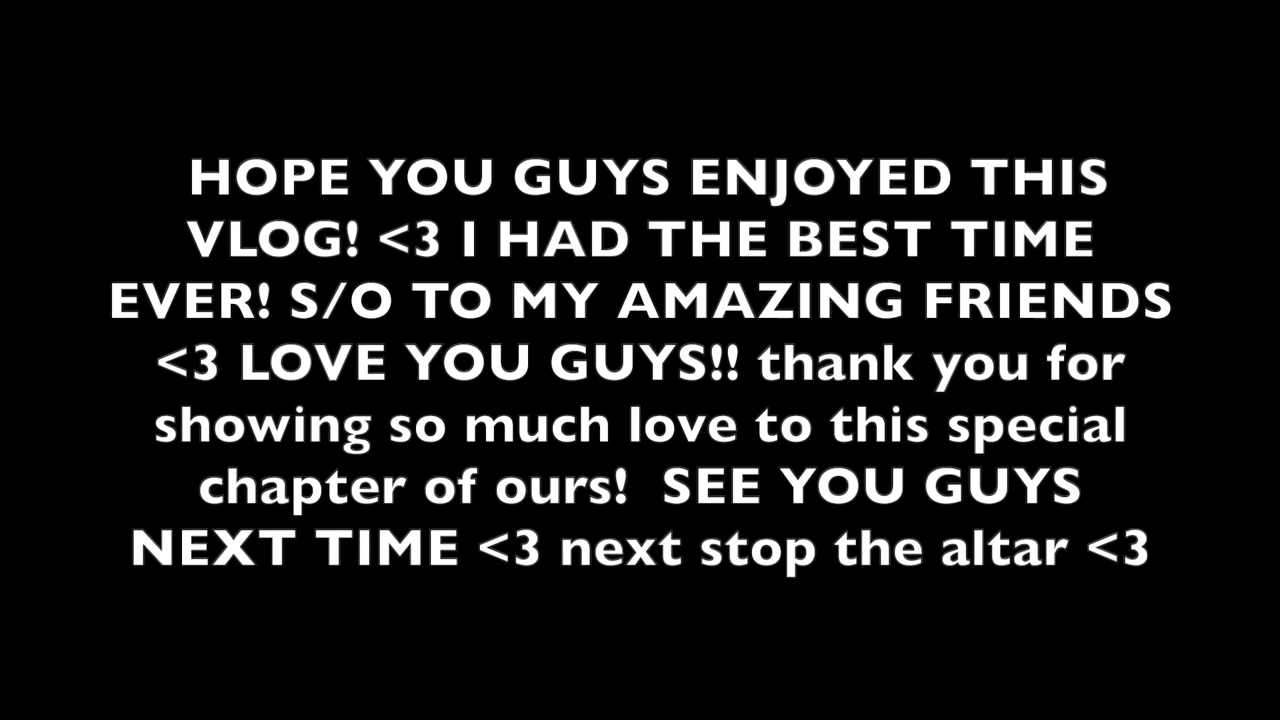 HOPE YOU GUYS ENJOYED THIS
VLOG! <3 I HAD THE BEST TIME
EVER! S/O TO MY AMAZING FRIENDS
<3 LOVE YOU GUYS!! thank you for
showing so much love to this special
chapter of ours!  SEE YOU GUYS
NEXT TIME <3 next stop the altar <3